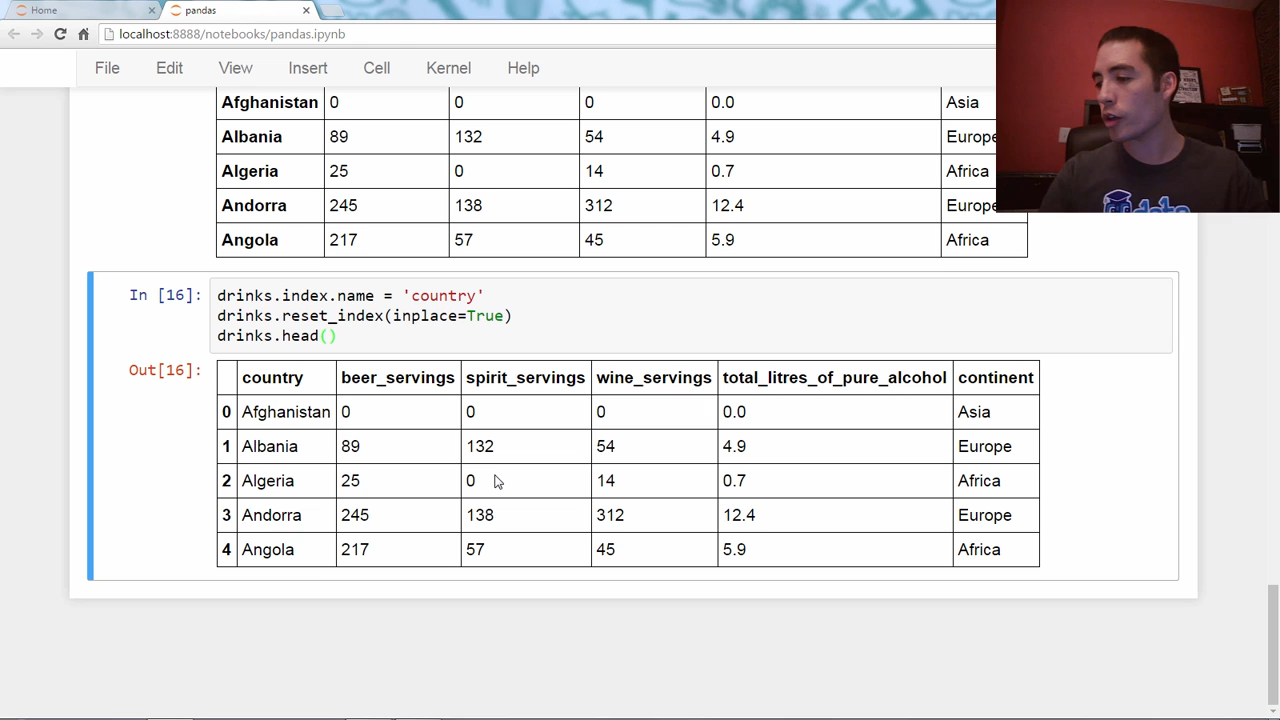 Home
pandas
localhost:8888/notebooks/pandas.ipynb
File Edit View Insert Cell Kernel Help
Afghanistan 0 0 0 0.0 Asia
Albania 89 132 54 4.9 Europe
Algeria 25 0 14 0.7 Africa
Andorra 245 138 312 12.4 Europe
Angola 217 57 45 5.9 Africa
In [16]: drinks.index.name = 'country'
drinks.reset_index(inplace=True)
drinks.head()
Out[16]:
country beer_servings spirit_servings wine_servings total_litres_of_pure_alcohol continent
0 Afghanistan 0 0 0 0.0 Asia
1 Albania 89 132 54 4.9 Europe
2 Algeria 25 0 14 0.7 Africa
3 Andorra 245 138 312 12.4 Europe
4 Angola 217 57 45 5.9 Africa